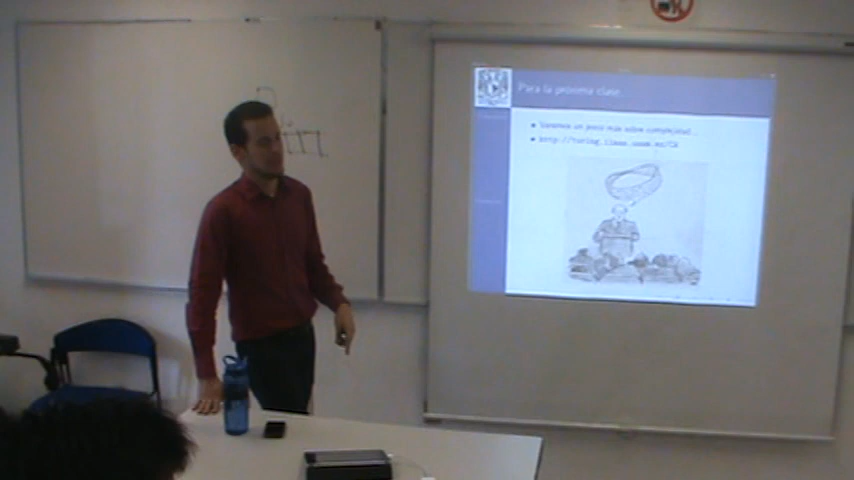 Para la próxima clase
Veremos un poco más sobre complejidad...
http://turing.iimas.unam.mx/CA